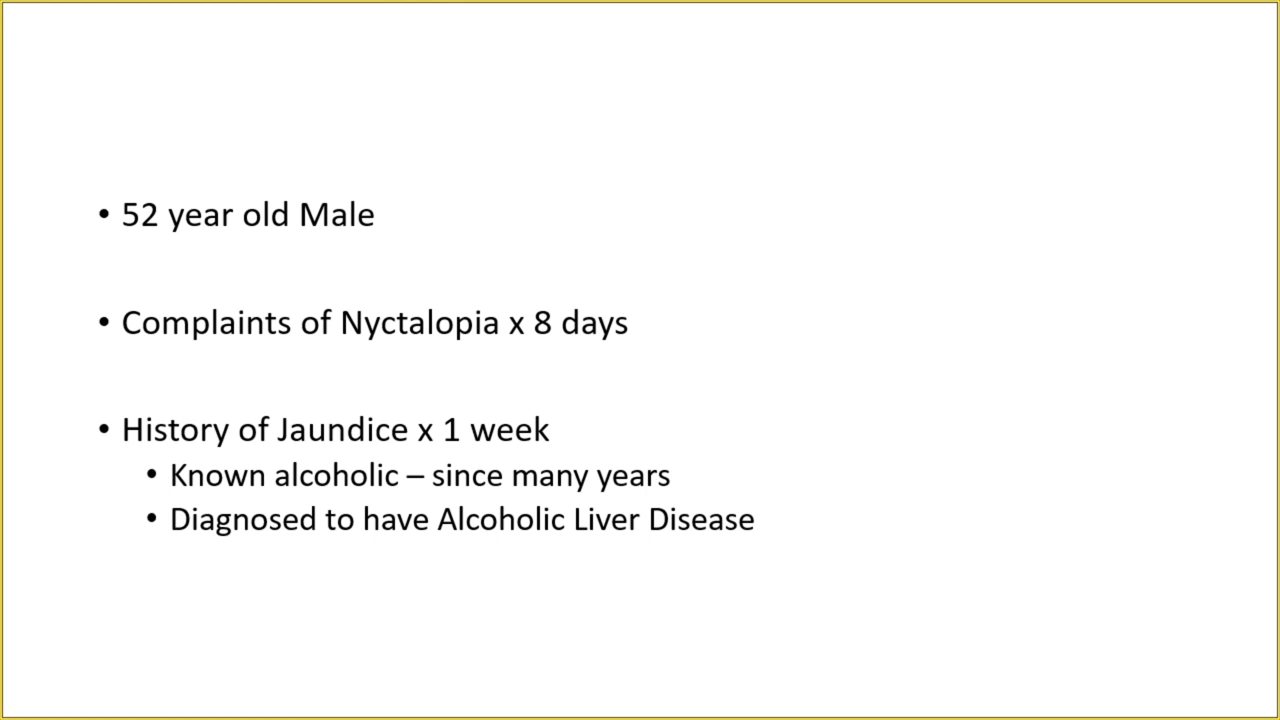 • 52 year old Male
• Complaints of Nyctalopia x 8 days
• History of Jaundice x 1 week
• Known alcoholic – since many years
• Diagnosed to have Alcoholic Liver Disease